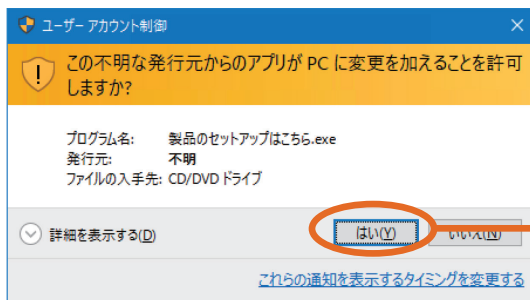 ユーザー アカウント制御
この不明な発行元からのアプリが PC に変更を加えることを許可
しますか?
プログラム名: 製品のセットアップはこちら.exe
発行元: 不明
ファイルの入手先: CD/DVD ドライブ
詳細を表示する(D)
はい(Y) いいえ(N)
これらの通知を表示するタイミングを変更する